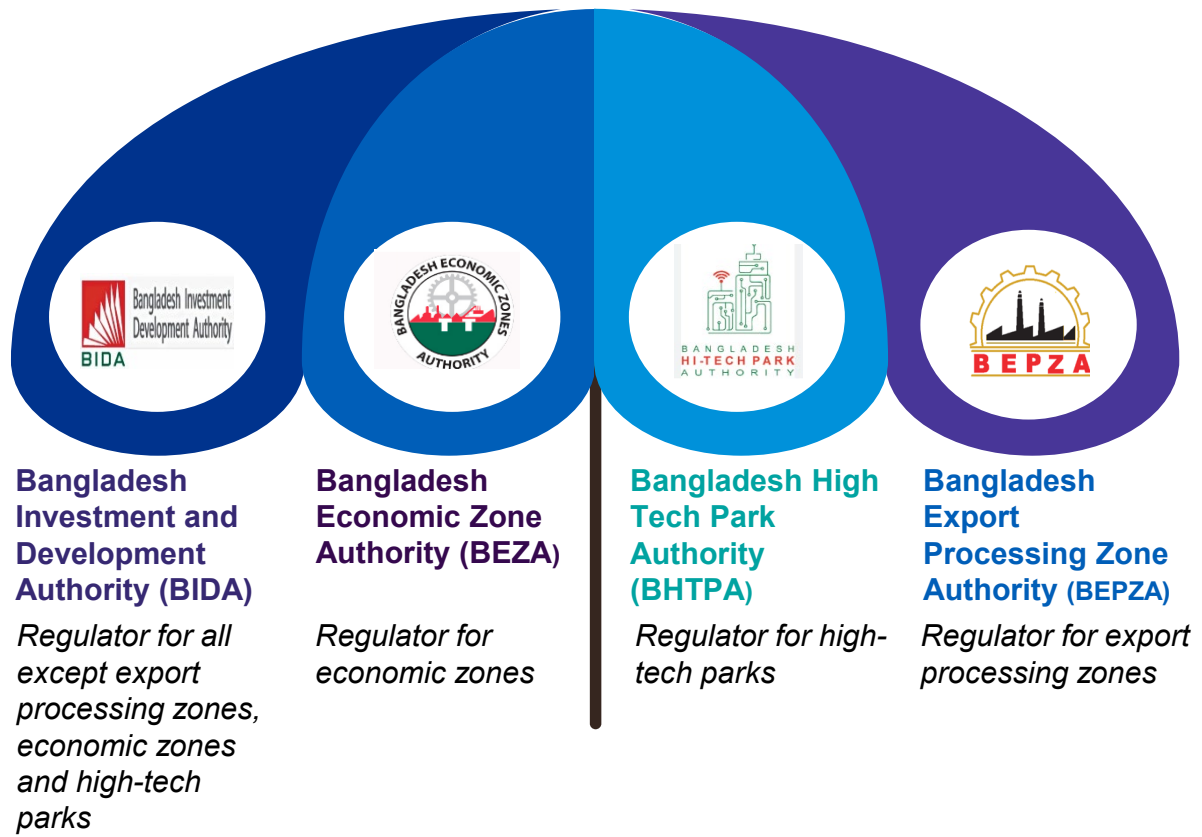 Bangladesh Investment
Development Authority
BIDA
BANGLADESH ECONOMIC ZONES
AUTHORITY
BANGLADESH
HI-TECH PARK
AUTHORITY
BEPZA
Bangladesh
Investment and
Development
Authority (BIDA)
Regulator for all
except export
processing zones,
economic zones
and high-tech
parks
Bangladesh
Economic Zone
Authority (BEZA)
Regulator for
economic zones
Bangladesh High
Tech Park
Authority
(BHTPA)
Regulator for high-
tech parks
Bangladesh
Export
Processing Zone
Authority (BEPZA)
Regulator for export
processing zones